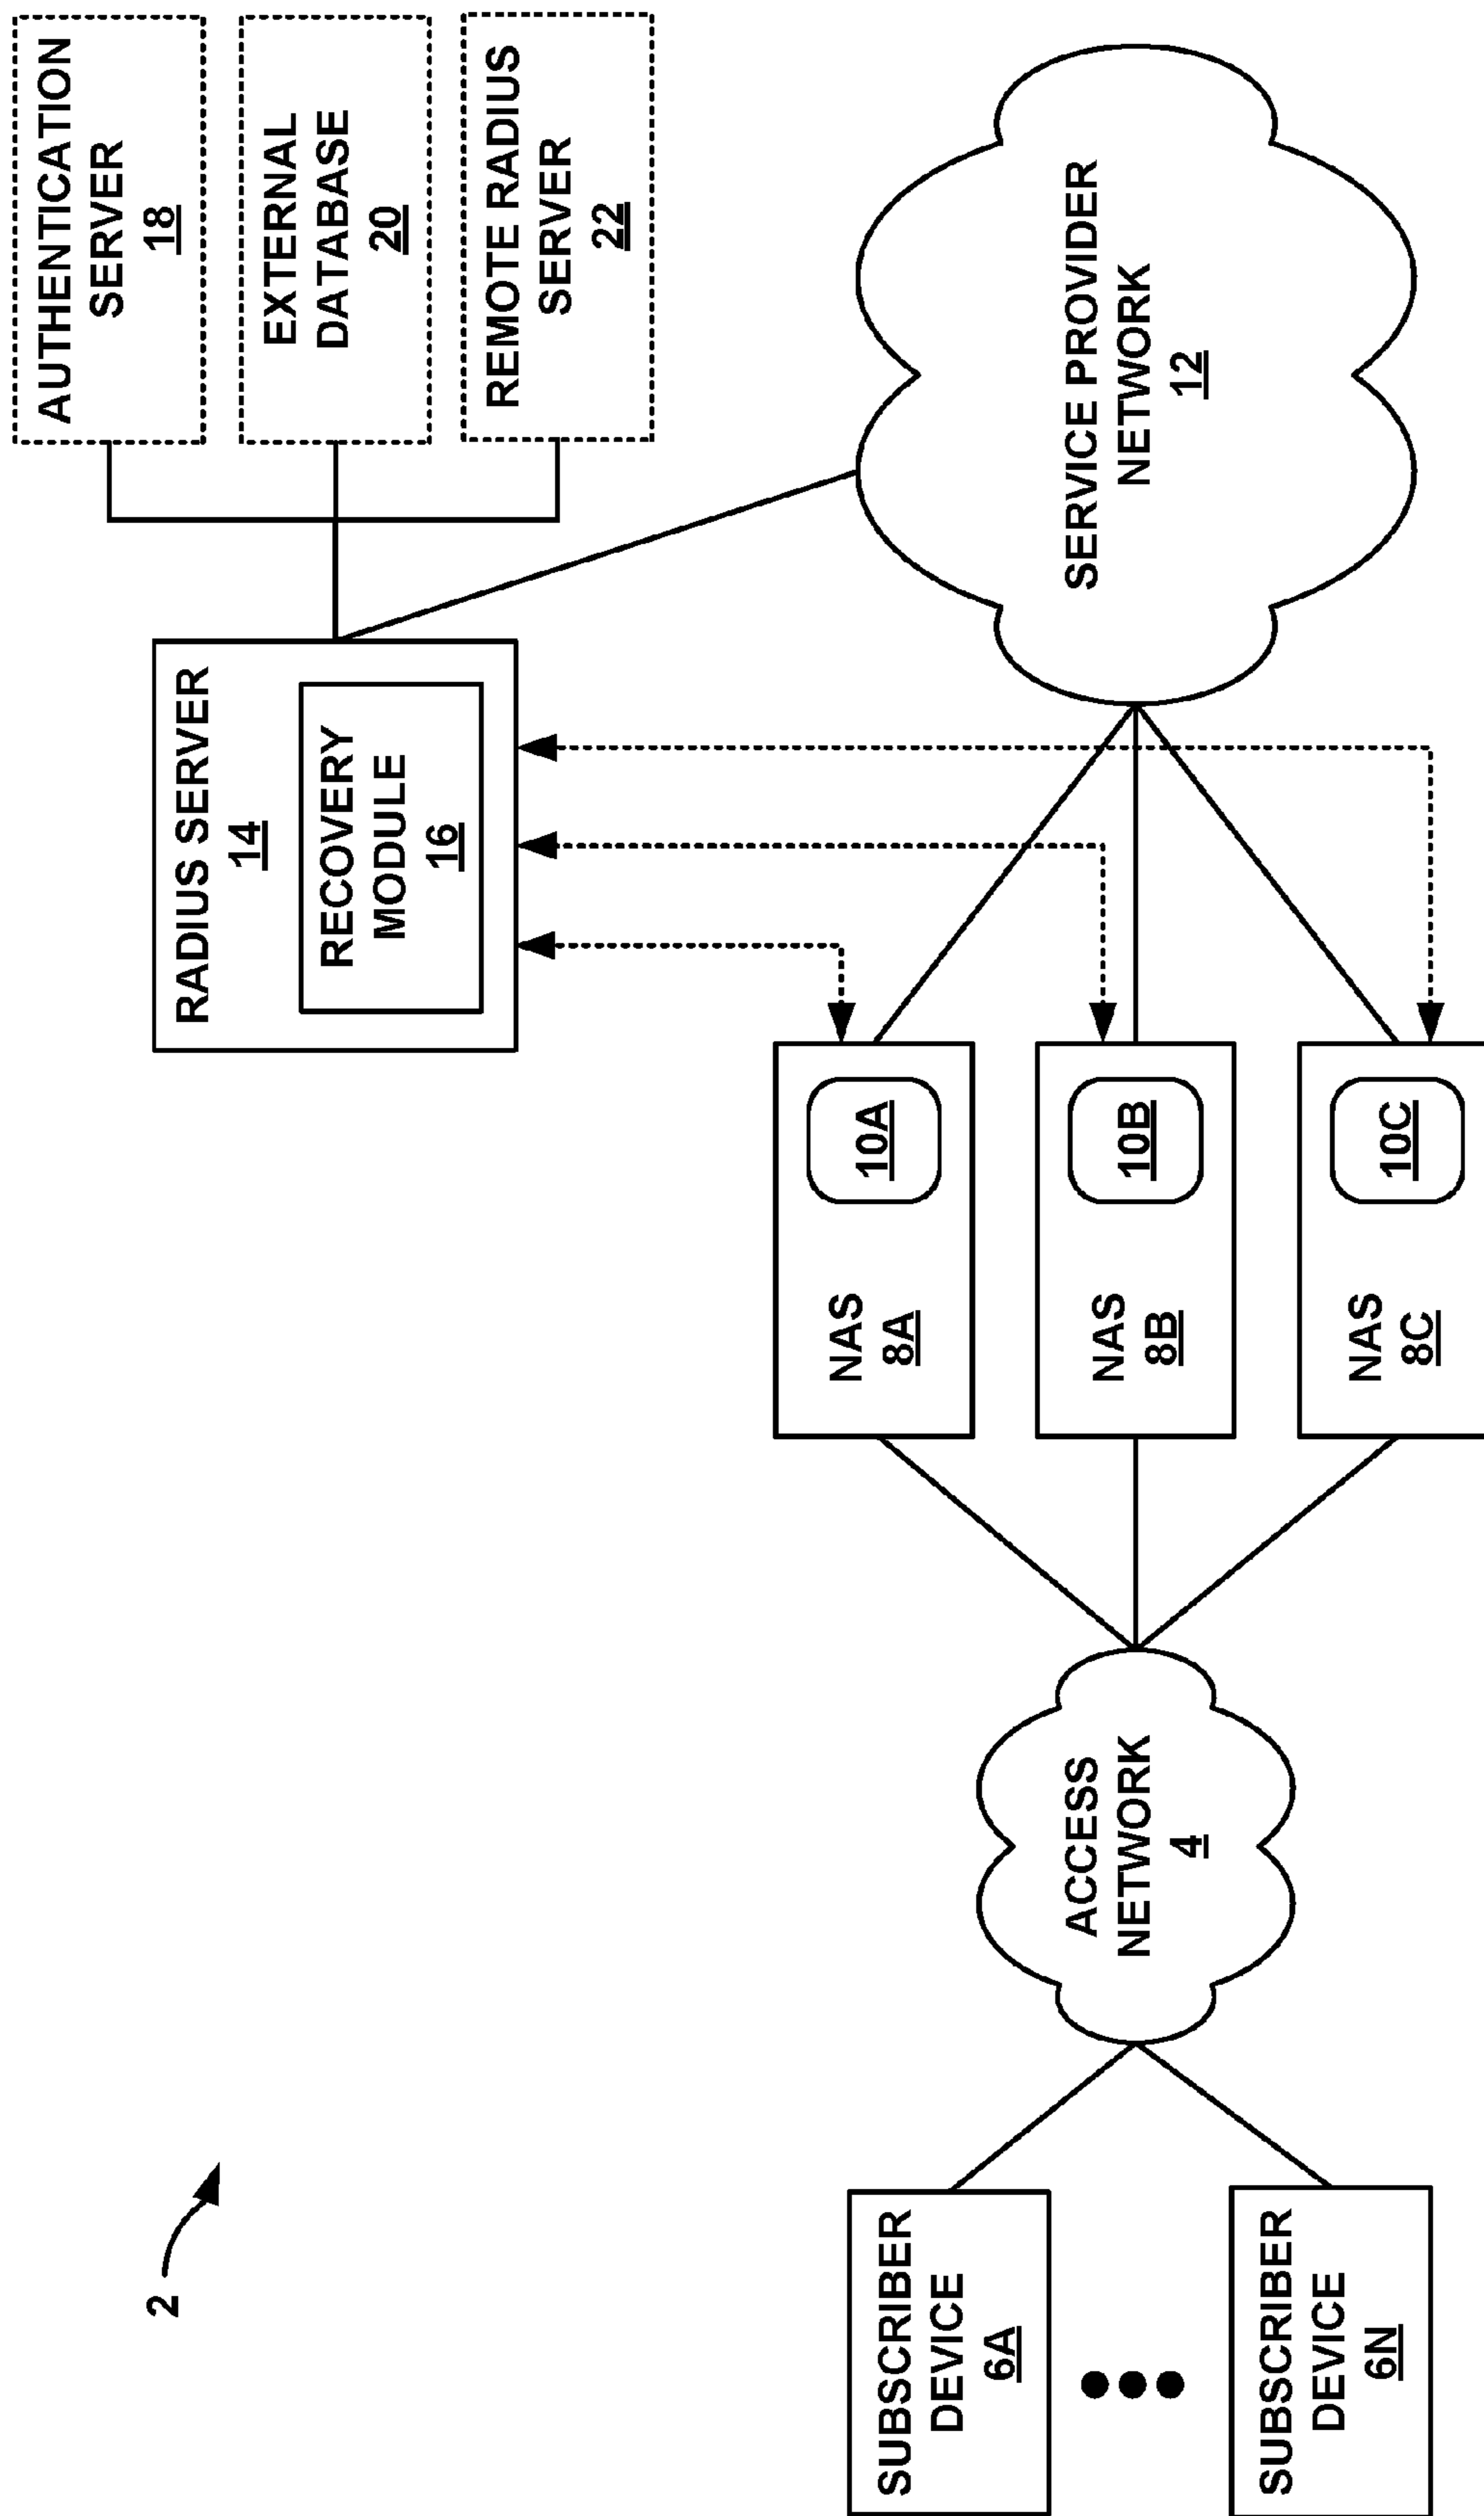 2
AUTHENTICATION
SERVER
18
EXTERNAL
DATABASE
20
REMOTE RADIUS
SERVER
22
RADIUS SERVER
14
RECOVERY
MODULE
16
SUBSCRIBER
DEVICE
6A
SUBSCRIBER
DEVICE
6N
ACCESS
NETWORK
4
NAS
8A
10A
NAS
8B
10B
NAS
8C
10C
SERVICE PROVIDER
NETWORK
12